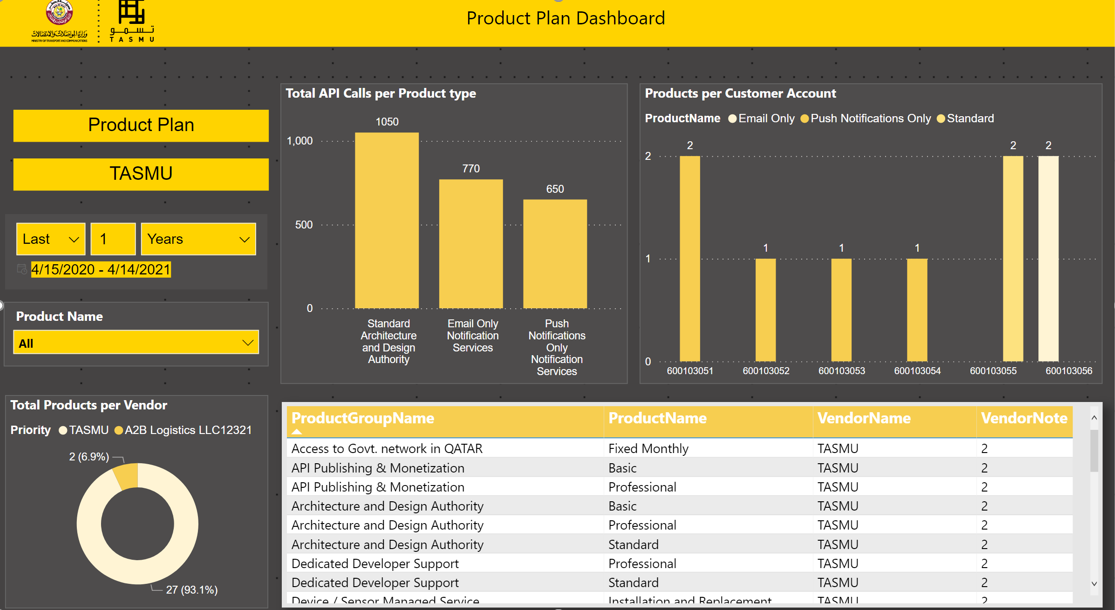 Product Plan Dashboard
تسمو
TASMU
Product Plan
TASMU
Last
1
Years
4/15/2020 - 4/14/2021
Product Name
All
Total API Calls per Product type
1,000
500
0
1050
770
650
Standard
Architecture
and Design
Authority
Email Only
Notification
Services
Push
Notifications
Only
Notification
Services
Products per Customer Account
ProductName Email Only Push Notifications Only Standard
2
1
0
2
1
1
1
2
2
600103051
600103052
600103053
600103054
600103055
600103056
Total Products per Vendor
Priority TASMU A2B Logistics LLC12321
2 (6.9%)
27 (93.1%)
ProductGroupName ProductName VendorName VendorNote
Access to Govt. network in QATAR Fixed Monthly TASMU 2
API Publishing & Monetization Basic TASMU 2
API Publishing & Monetization Professional TASMU 2
Architecture and Design Authority Basic TASMU 2
Architecture and Design Authority Professional TASMU 2
Architecture and Design Authority Standard TASMU 2
Dedicated Developer Support Professional TASMU 2
Dedicated Developer Support Standard TASMU 2
Device / Sensor Managed Service Installation and Replacement TASMU 2